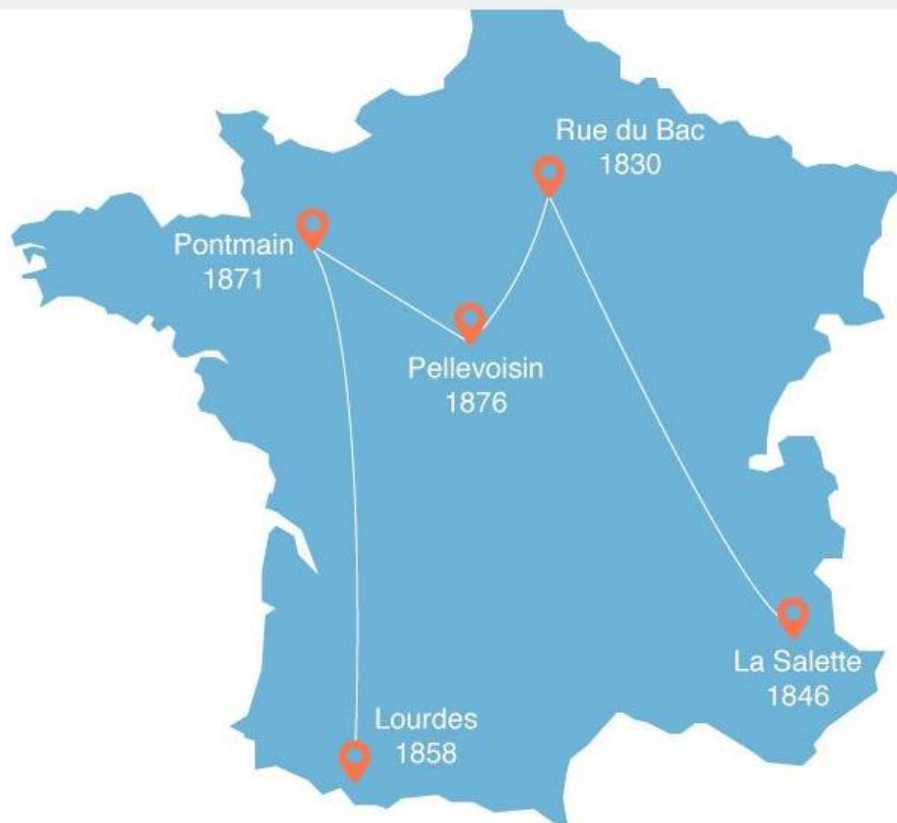 Rue du Bac
1830
Pontmain
1871
Pellevoisin
1876
La Salette
1846
Lourdes
1858